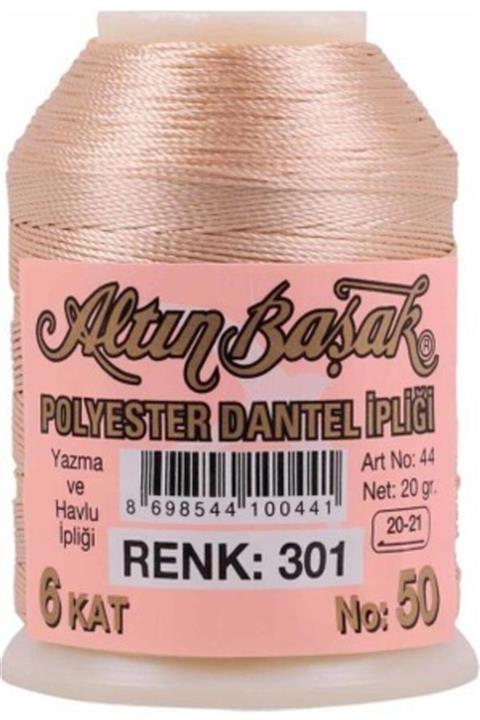 Altın Başak ®
POLYESTER DANTEL İPLİĞİ
Yazma
ve
Havlu
İpliği
8 698544 100441
Art No: 44
Net: 20 gr.
20-21
RENK: 301
6 KAT
No: 50